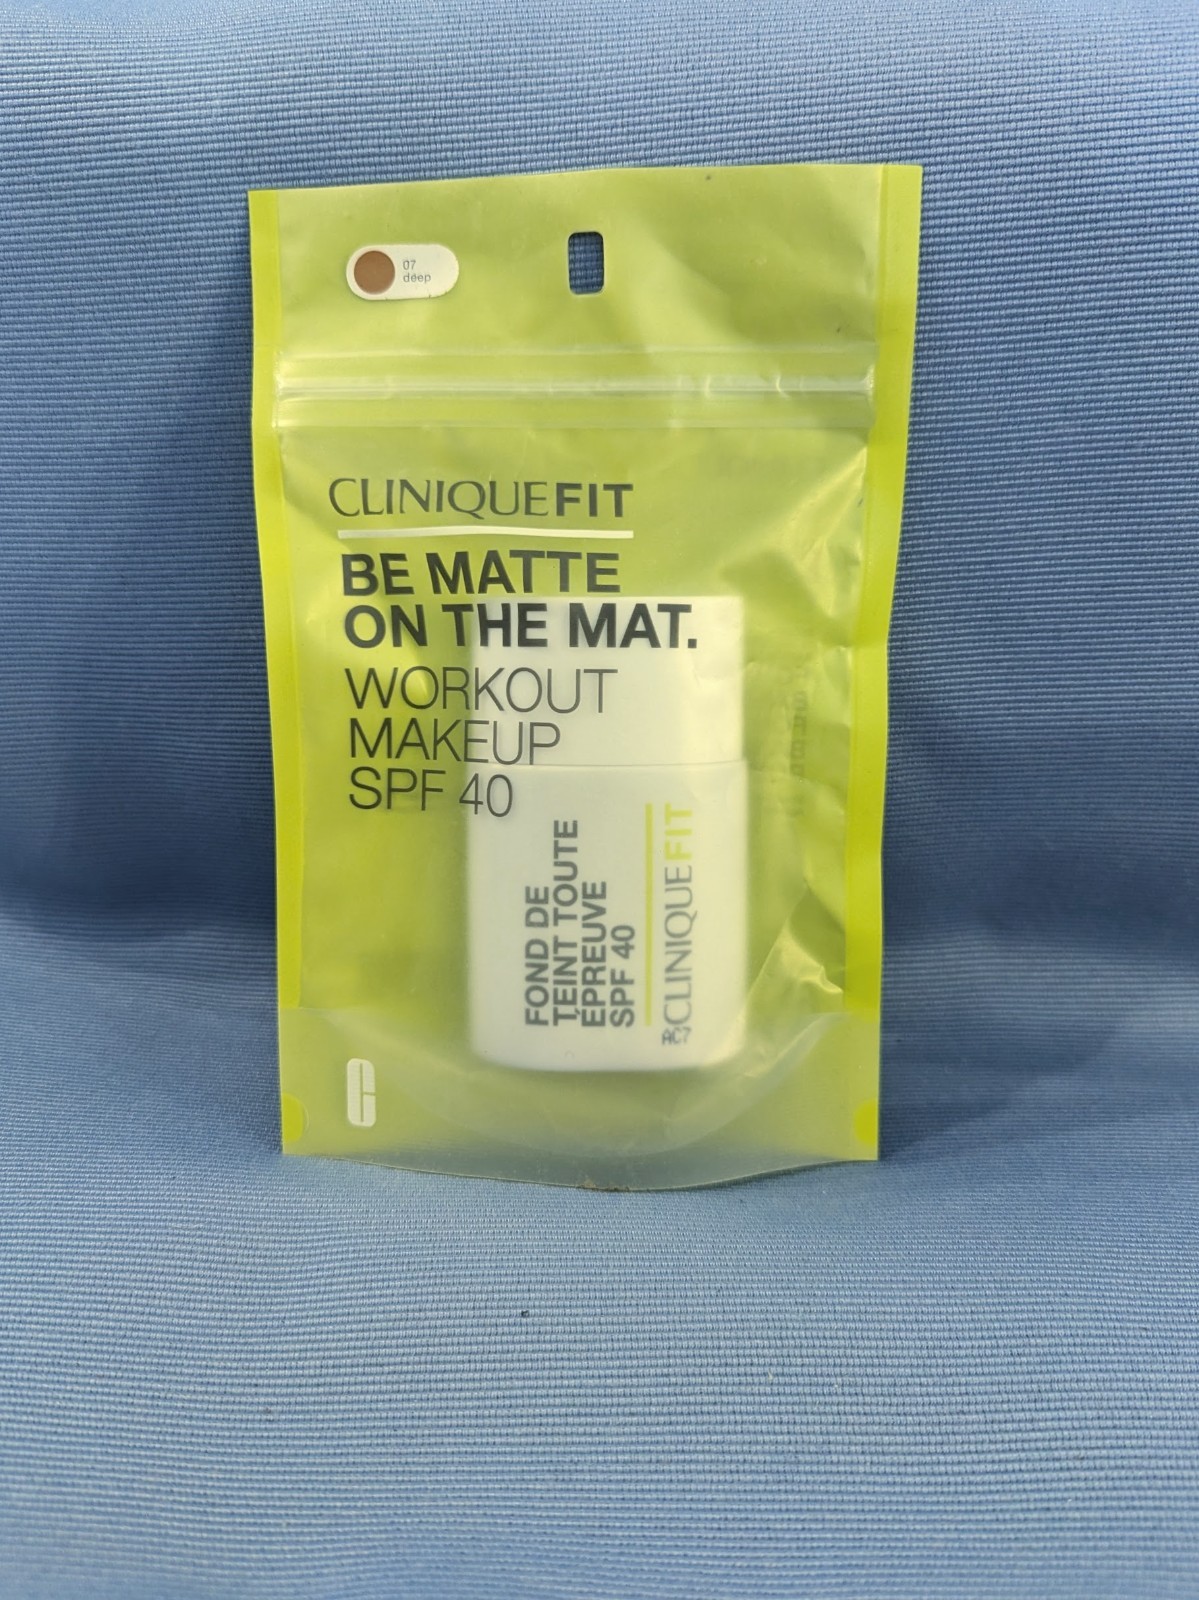 07
deep
CLINIQUEFIT
BE MATTE
ON THE MAT.
WORKOUT
MAKEUP
SPF 40
FOND DE
TEINT TOUTE
ÉPREUVE
SPF 40
CLINIQUEFIT